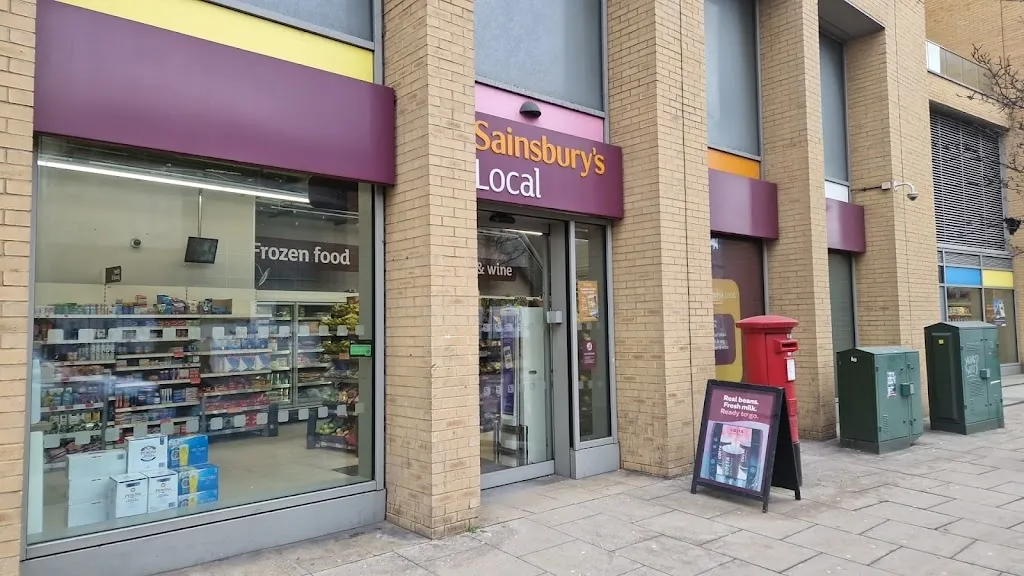 Sainsbury's
Local
Frozen food
& wine
Real beans.
Fresh milk.
Ready to go.